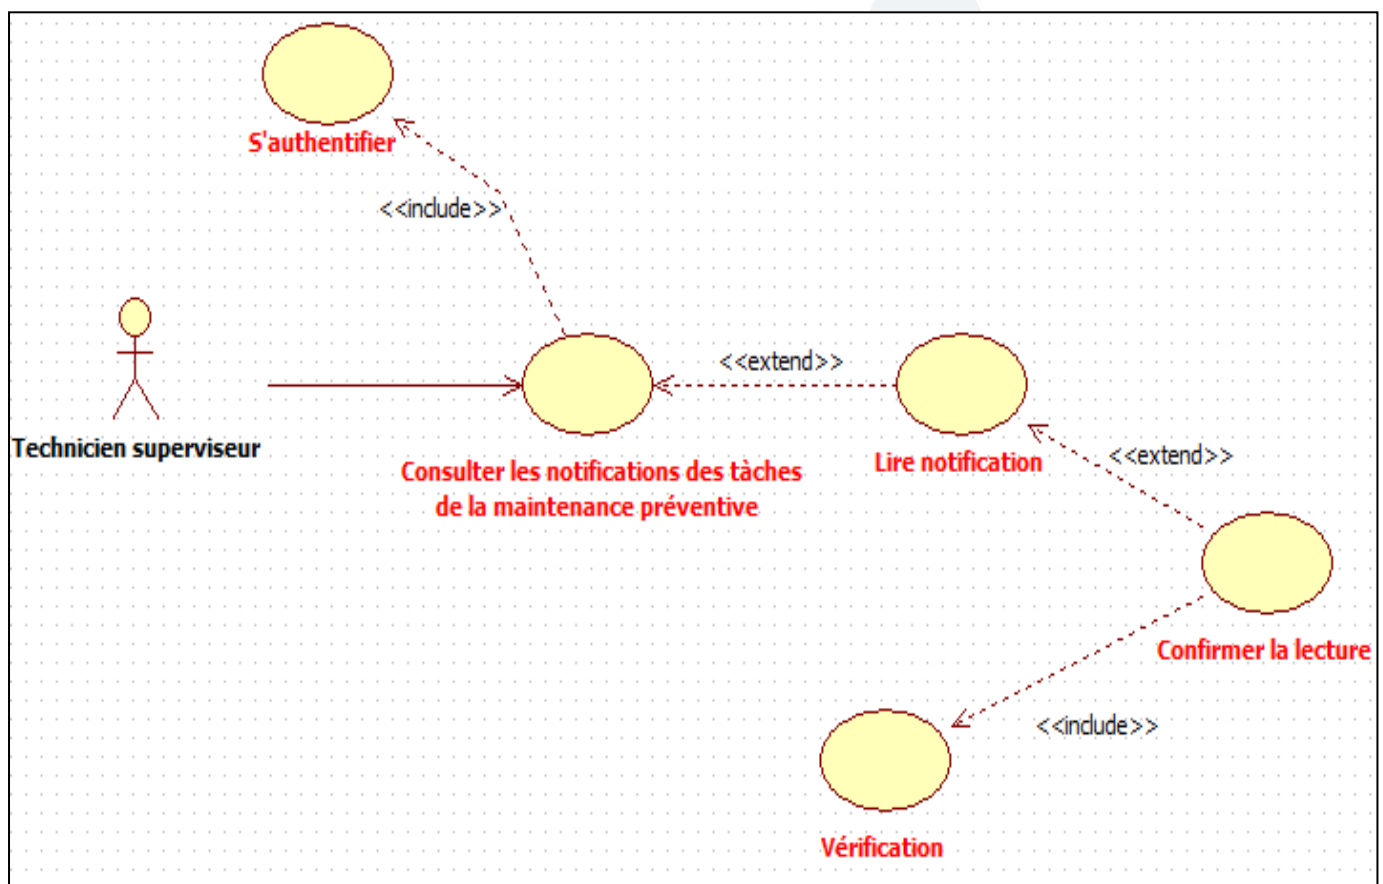 S'authentifier
<<include>>
Technicien superviseur
<<extend>>
Consulter les notifications des tàches
de la maintenance préventive
Lire notification
<<extend>>
Confirmer la lecture
<<include>>
Vérification